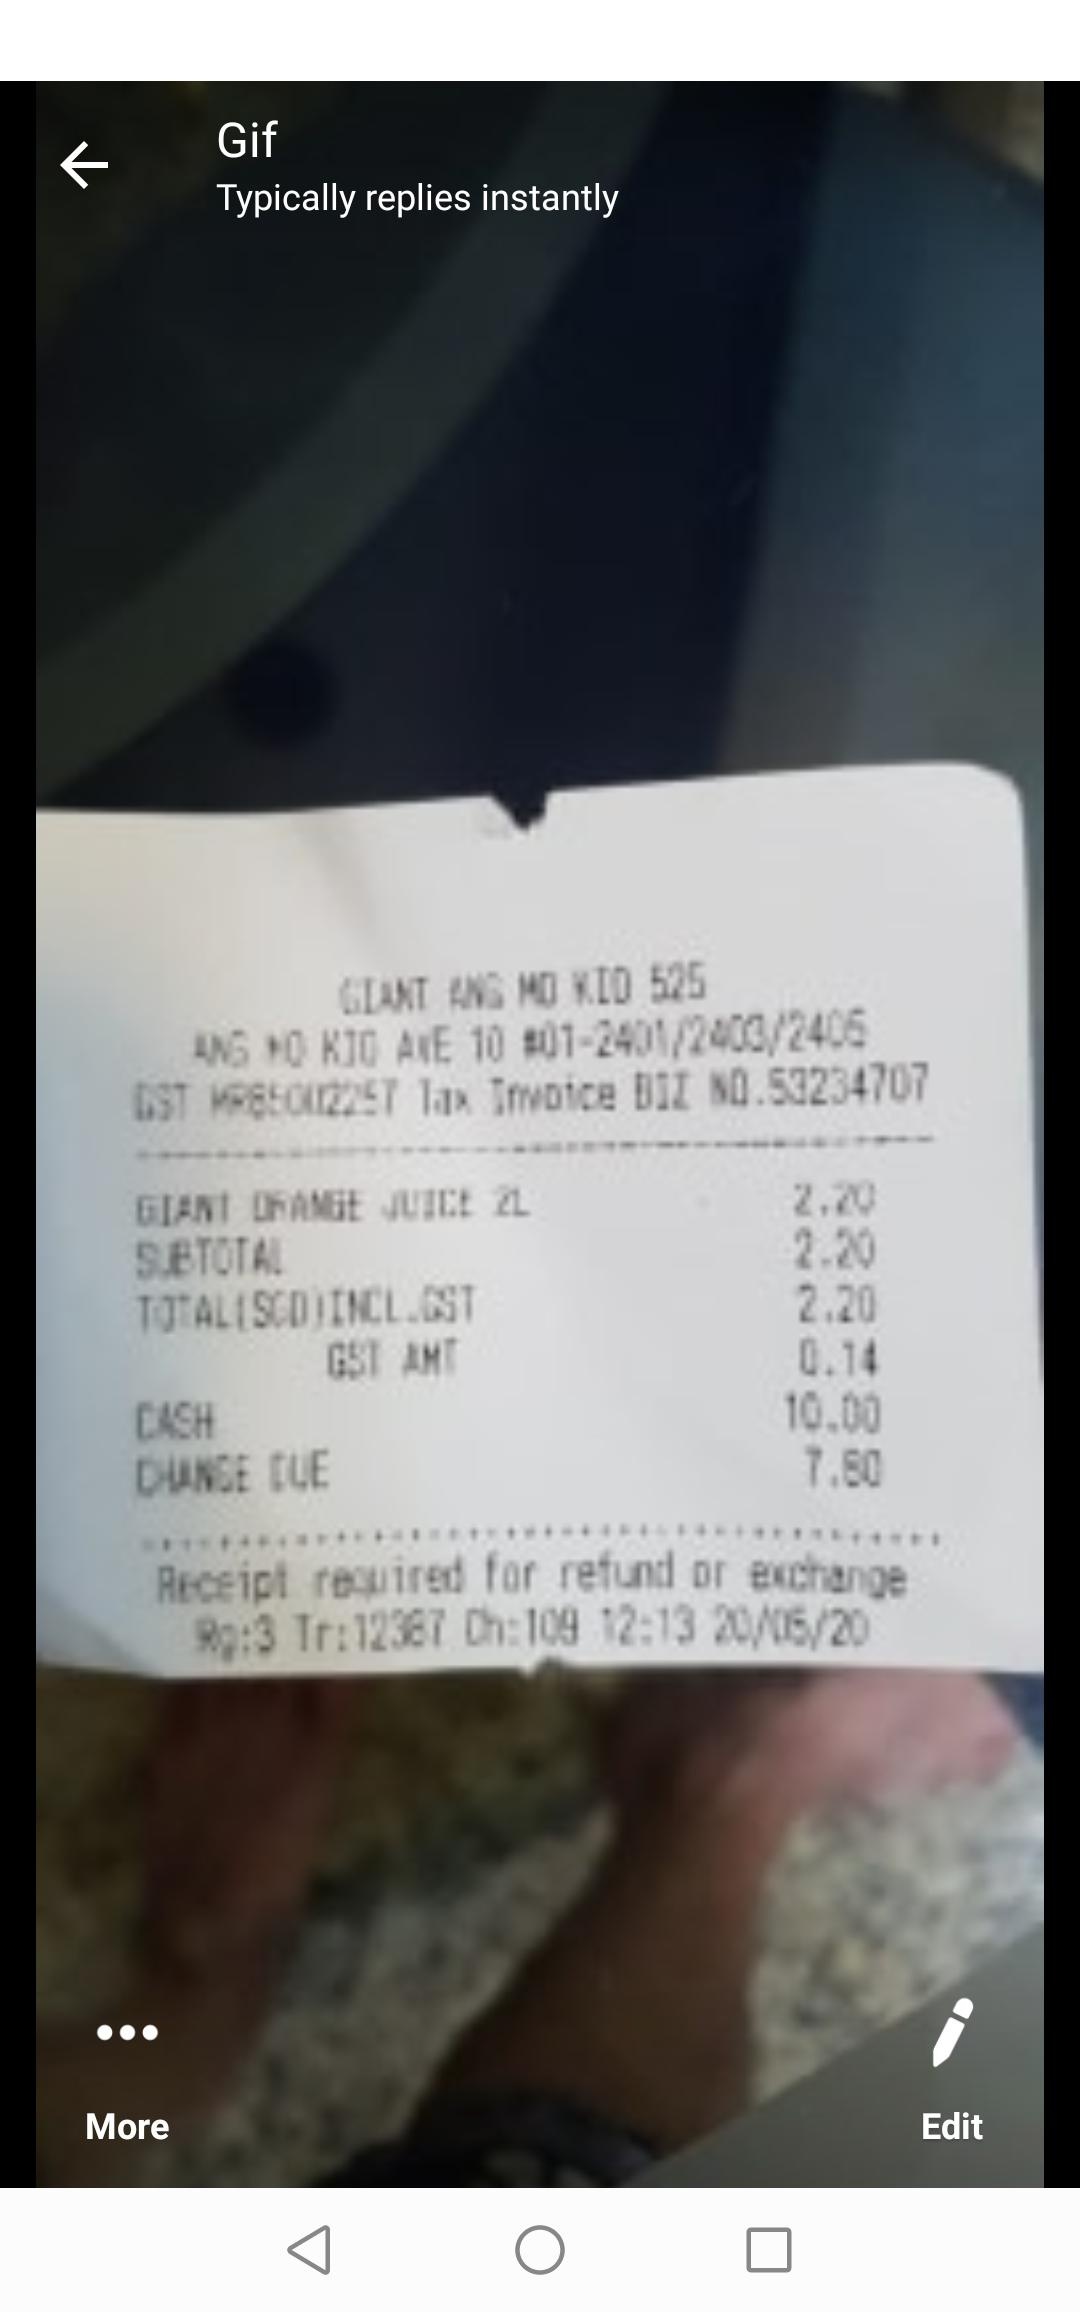 Gif
Typically replies instantly
GIANT ANG MO KIO 525
ANG MO KIO AVE 10 #01-2401/2403/2405
GST Tax Invoice BIZ NO.53234707
GIANT ORANGE JUICE 2L 2.20
SUBTOTAL 2.20
TOTAL(SGD)INCL.GST 2.20
GST AMT 0.14
CASH 10.00
CHANGE DUE 7.80
Receipt required for refund or exchange
Rg:3 Tr:12387 Ch:109 12:13 20/05/20
More
Edit